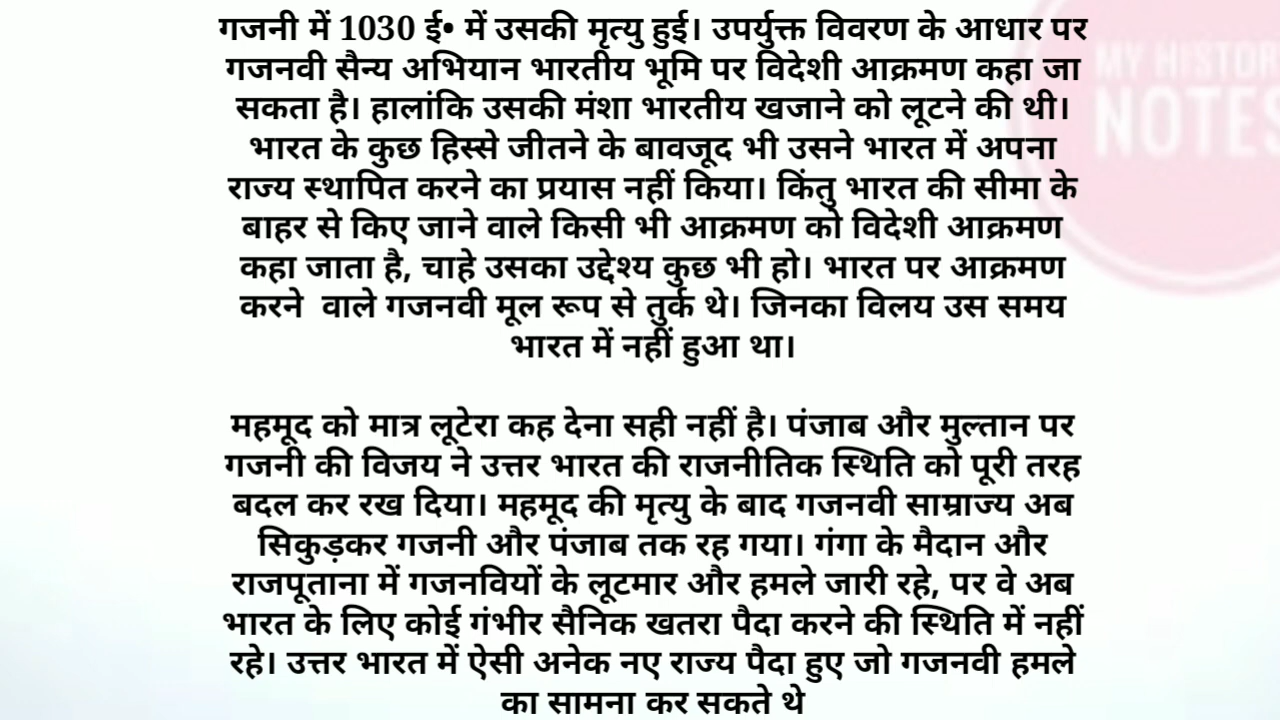 गजनी में 1030 ई• में उसकी मृत्यु हुई। उपर्युक्त विवरण के आधार पर
गजनवी सैन्य अभियान भारतीय भूमि पर विदेशी आक्रमण कहा जा
सकता है। हालांकि उसकी मंशा भारतीय खजाने को लूटने की थी।
भारत के कुछ हिस्से जीतने के बावजूद भी उसने भारत में अपना
राज्य स्थापित करने का प्रयास नहीं किया। किंतु भारत की सीमा के
बाहर से किए जाने वाले किसी भी आक्रमण को विदेशी आक्रमण
कहा जाता है, चाहे उसका उद्देश्य कुछ भी हो। भारत पर आक्रमण
करने  वाले गजनवी मूल रूप से तुर्क थे। जिनका विलय उस समय
भारत में नहीं हुआ था।
महमूद को मात्र लूटेरा कह देना सही नहीं है। पंजाब और मुल्तान पर
गजनी की विजय ने उत्तर भारत की राजनीतिक स्थिति को पूरी तरह
बदल कर रख दिया। महमूद की मृत्यु के बाद गजनवी साम्राज्य अब
सिकुड़कर गजनी और पंजाब तक रह गया। गंगा के मैदान और
राजपूताना में गजनवियों के लूटमार और हमले जारी रहे, पर वे अब
भारत के लिए कोई गंभीर सैनिक खतरा पैदा करने की स्थिति में नहीं
रहे। उत्तर भारत में ऐसी अनेक नए राज्य पैदा हुए जो गजनवी हमले
का सामना कर सकते थे
MY HISTOR
NOTES